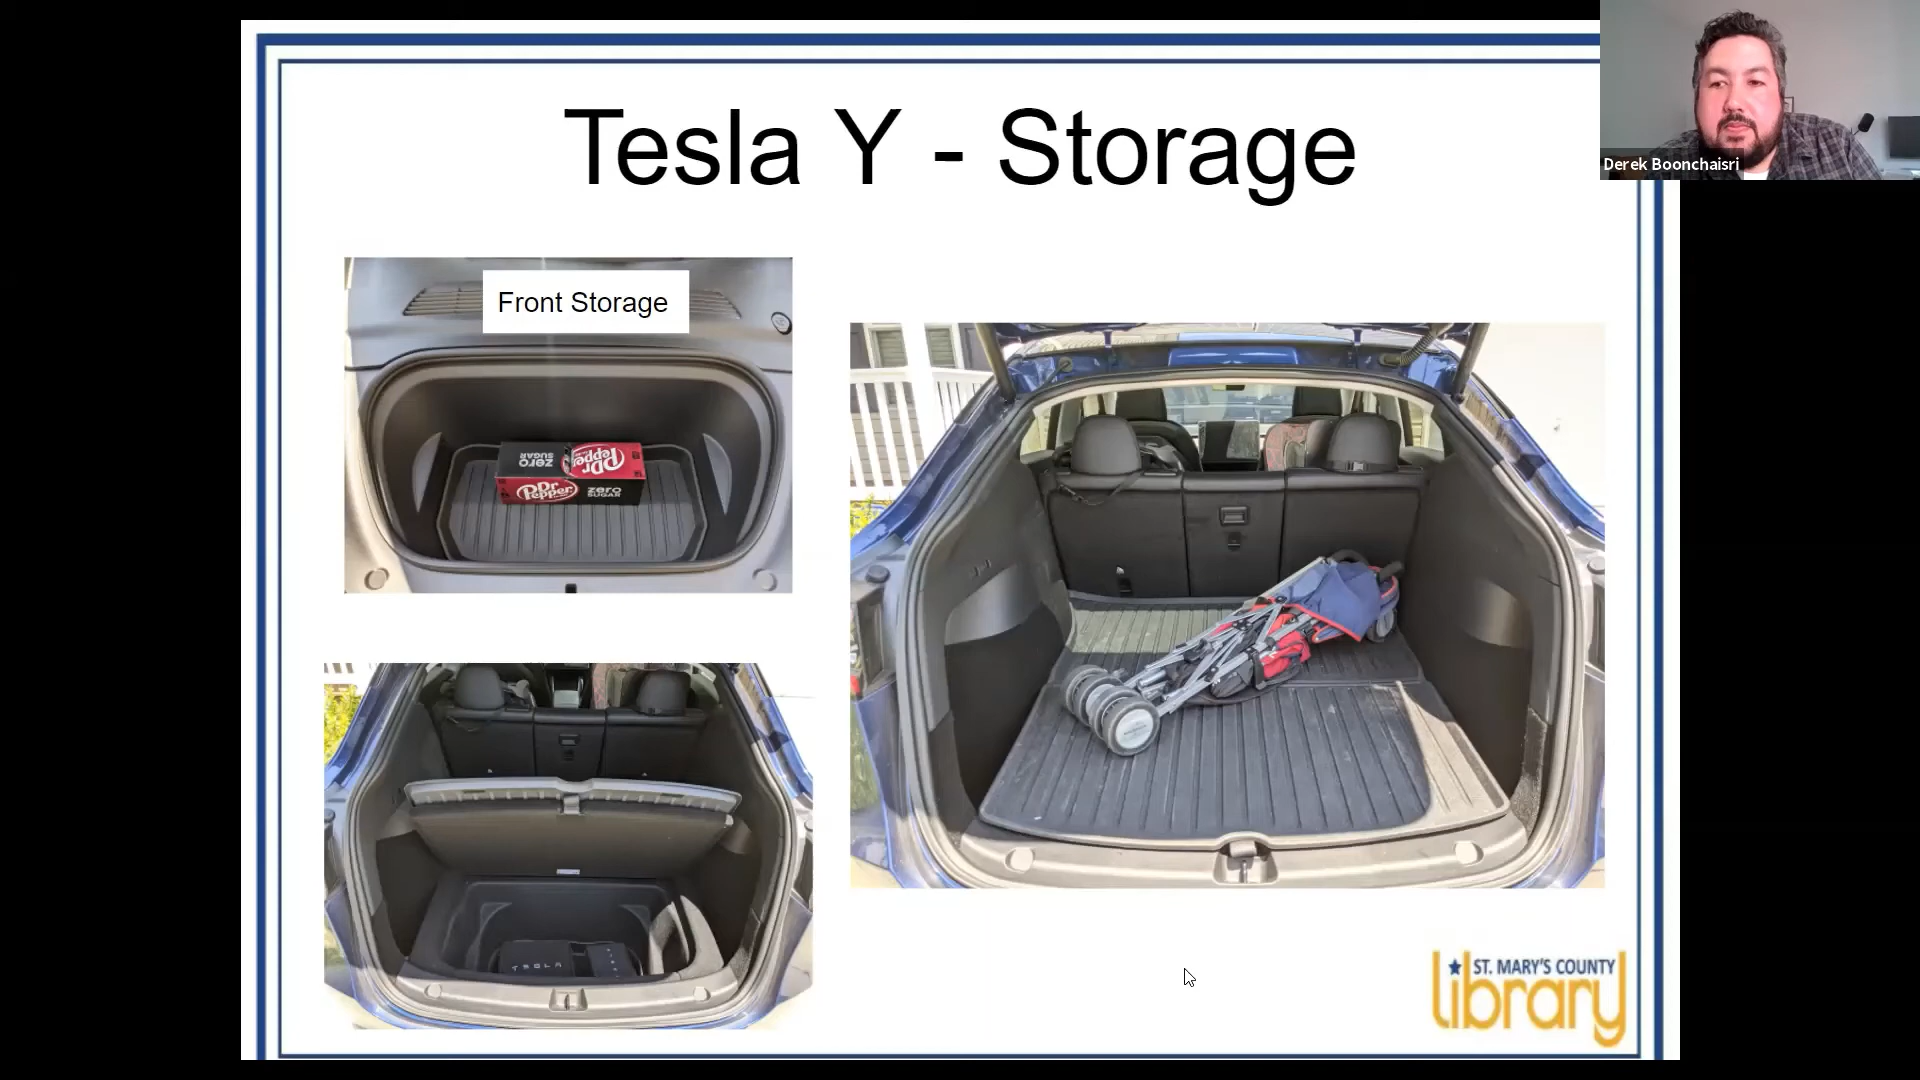 Tesla Y - Storage
Derek Boonchaisri
Front Storage
zero
SUGAR
Dr Pepper
Dr Pepper
zero
SUGAR
TESLA
ST. MARY'S COUNTY
library